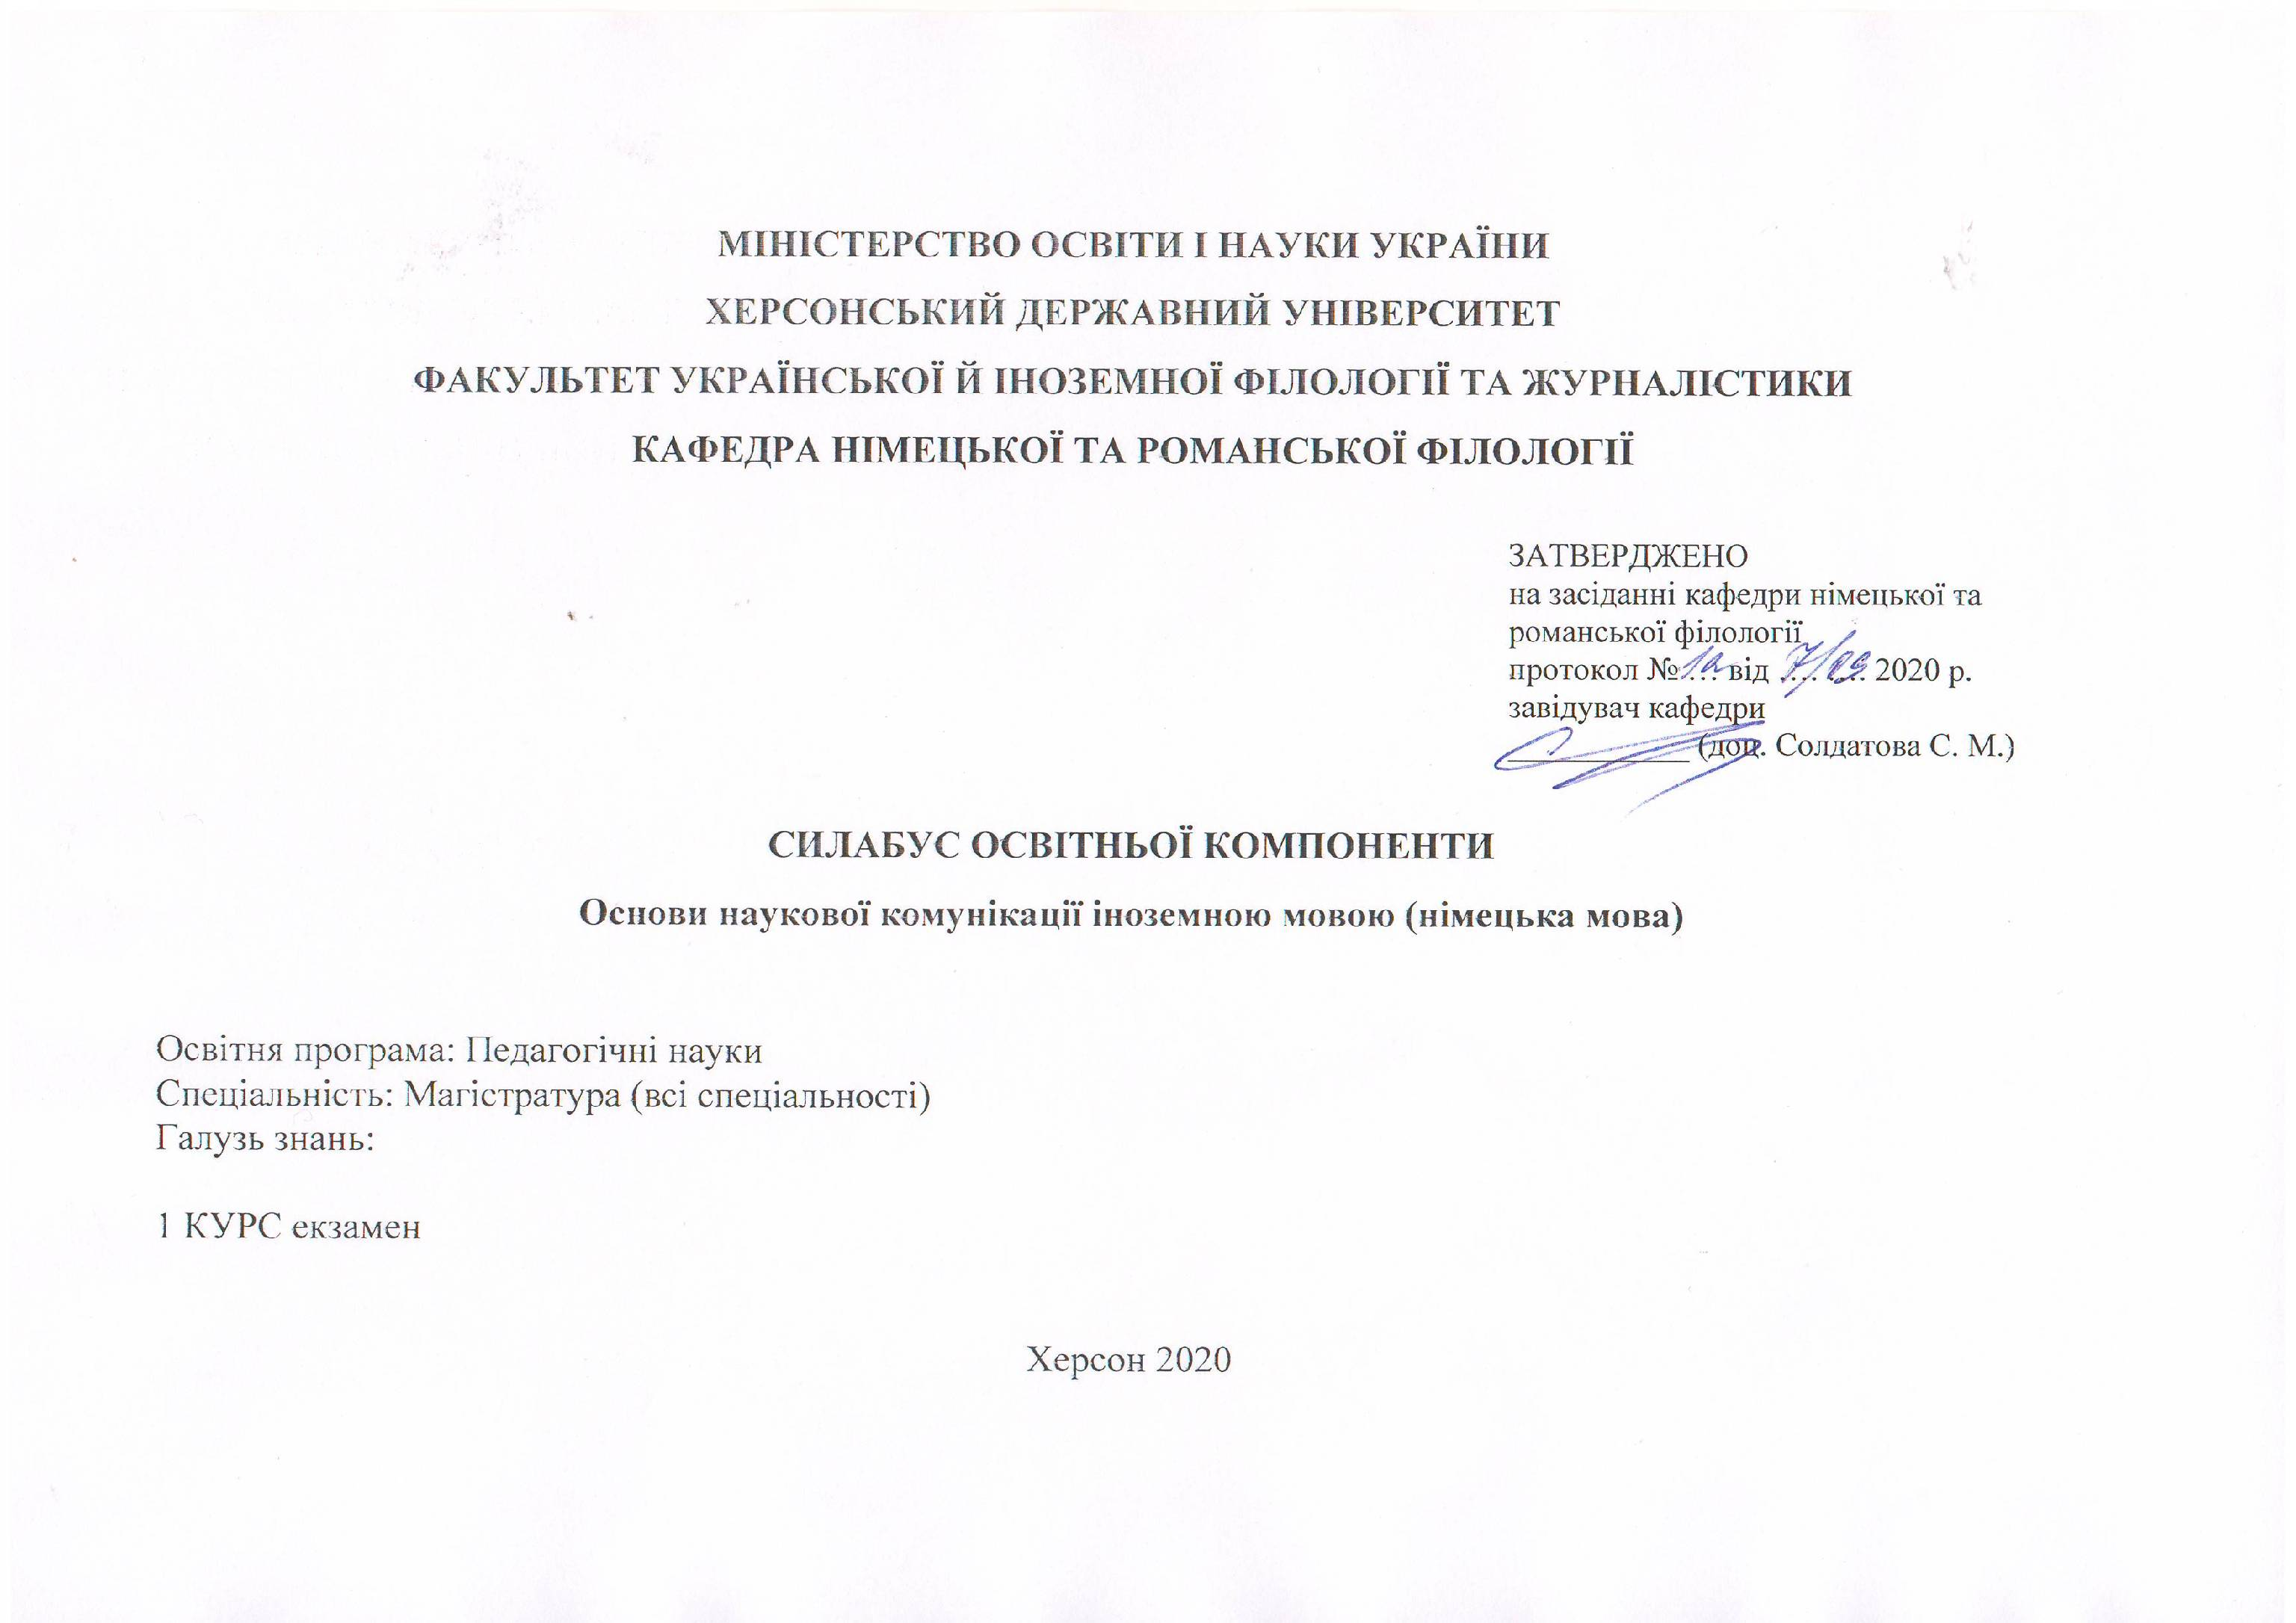 МІНІСТЕРСТВО ОСВІТИ І НАУКИ УКРАЇНИ
ХЕРСОНСЬКИЙ ДЕРЖАВНИЙ УНІВЕРСИТЕТ
ФАКУЛЬТЕТ УКРАЇНСЬКОЇ Й ІНОЗЕМНОЇ ФІЛОЛОГІЇ ТА ЖУРНАЛІСТИКИ
КАФЕДРА НІМЕЦЬКОЇ ТА РОМАНСЬКОЇ ФІЛОЛОГІЇ
ЗАТВЕРДЖЕНО
на засіданні кафедри німецької та
романської філології
протокол № 1а від 7/09 2020 р.
завідувач кафедри
(доц. Солдатова С. М.)
СИЛАБУС ОСВІТНЬОЇ КОМПОНЕНТИ
Основи наукової комунікації іноземною мовою (німецька мова)
Освітня програма: Педагогічні науки
Спеціальність: Магістратура (всі спеціальності)
Галузь знань:
1 КУРС екзамен
Херсон 2020